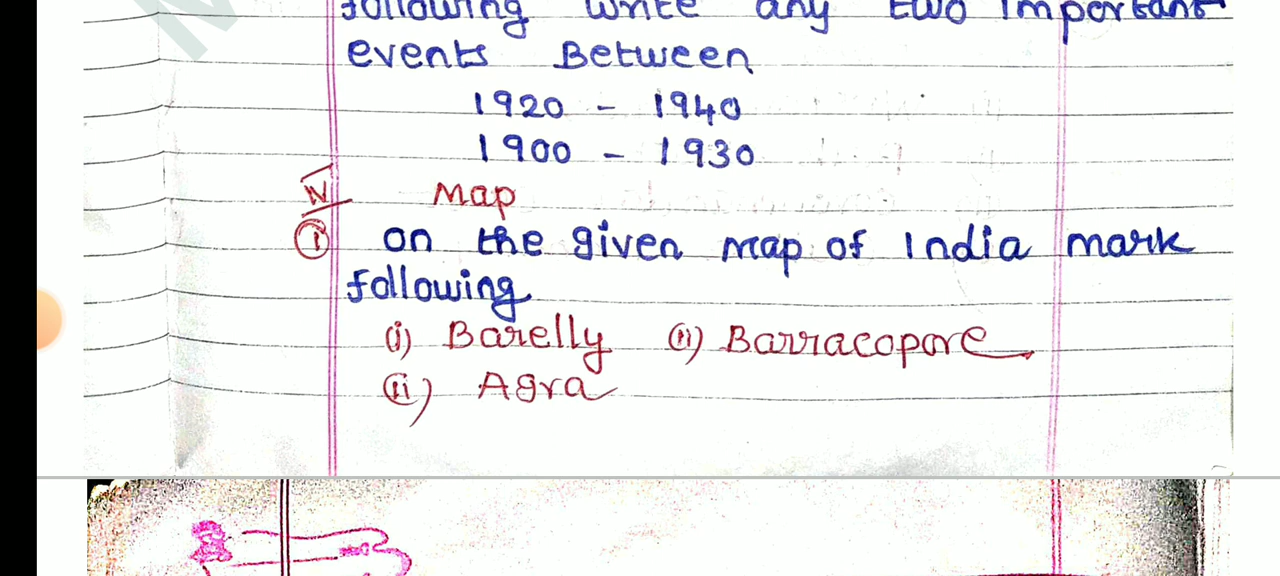 following write any two important
events Between
1920 - 1940
1900 - 1930
IV Map
(i) on the given map of India mark
following
(i) Barelly (ii) Barracopore
(ii) Agra